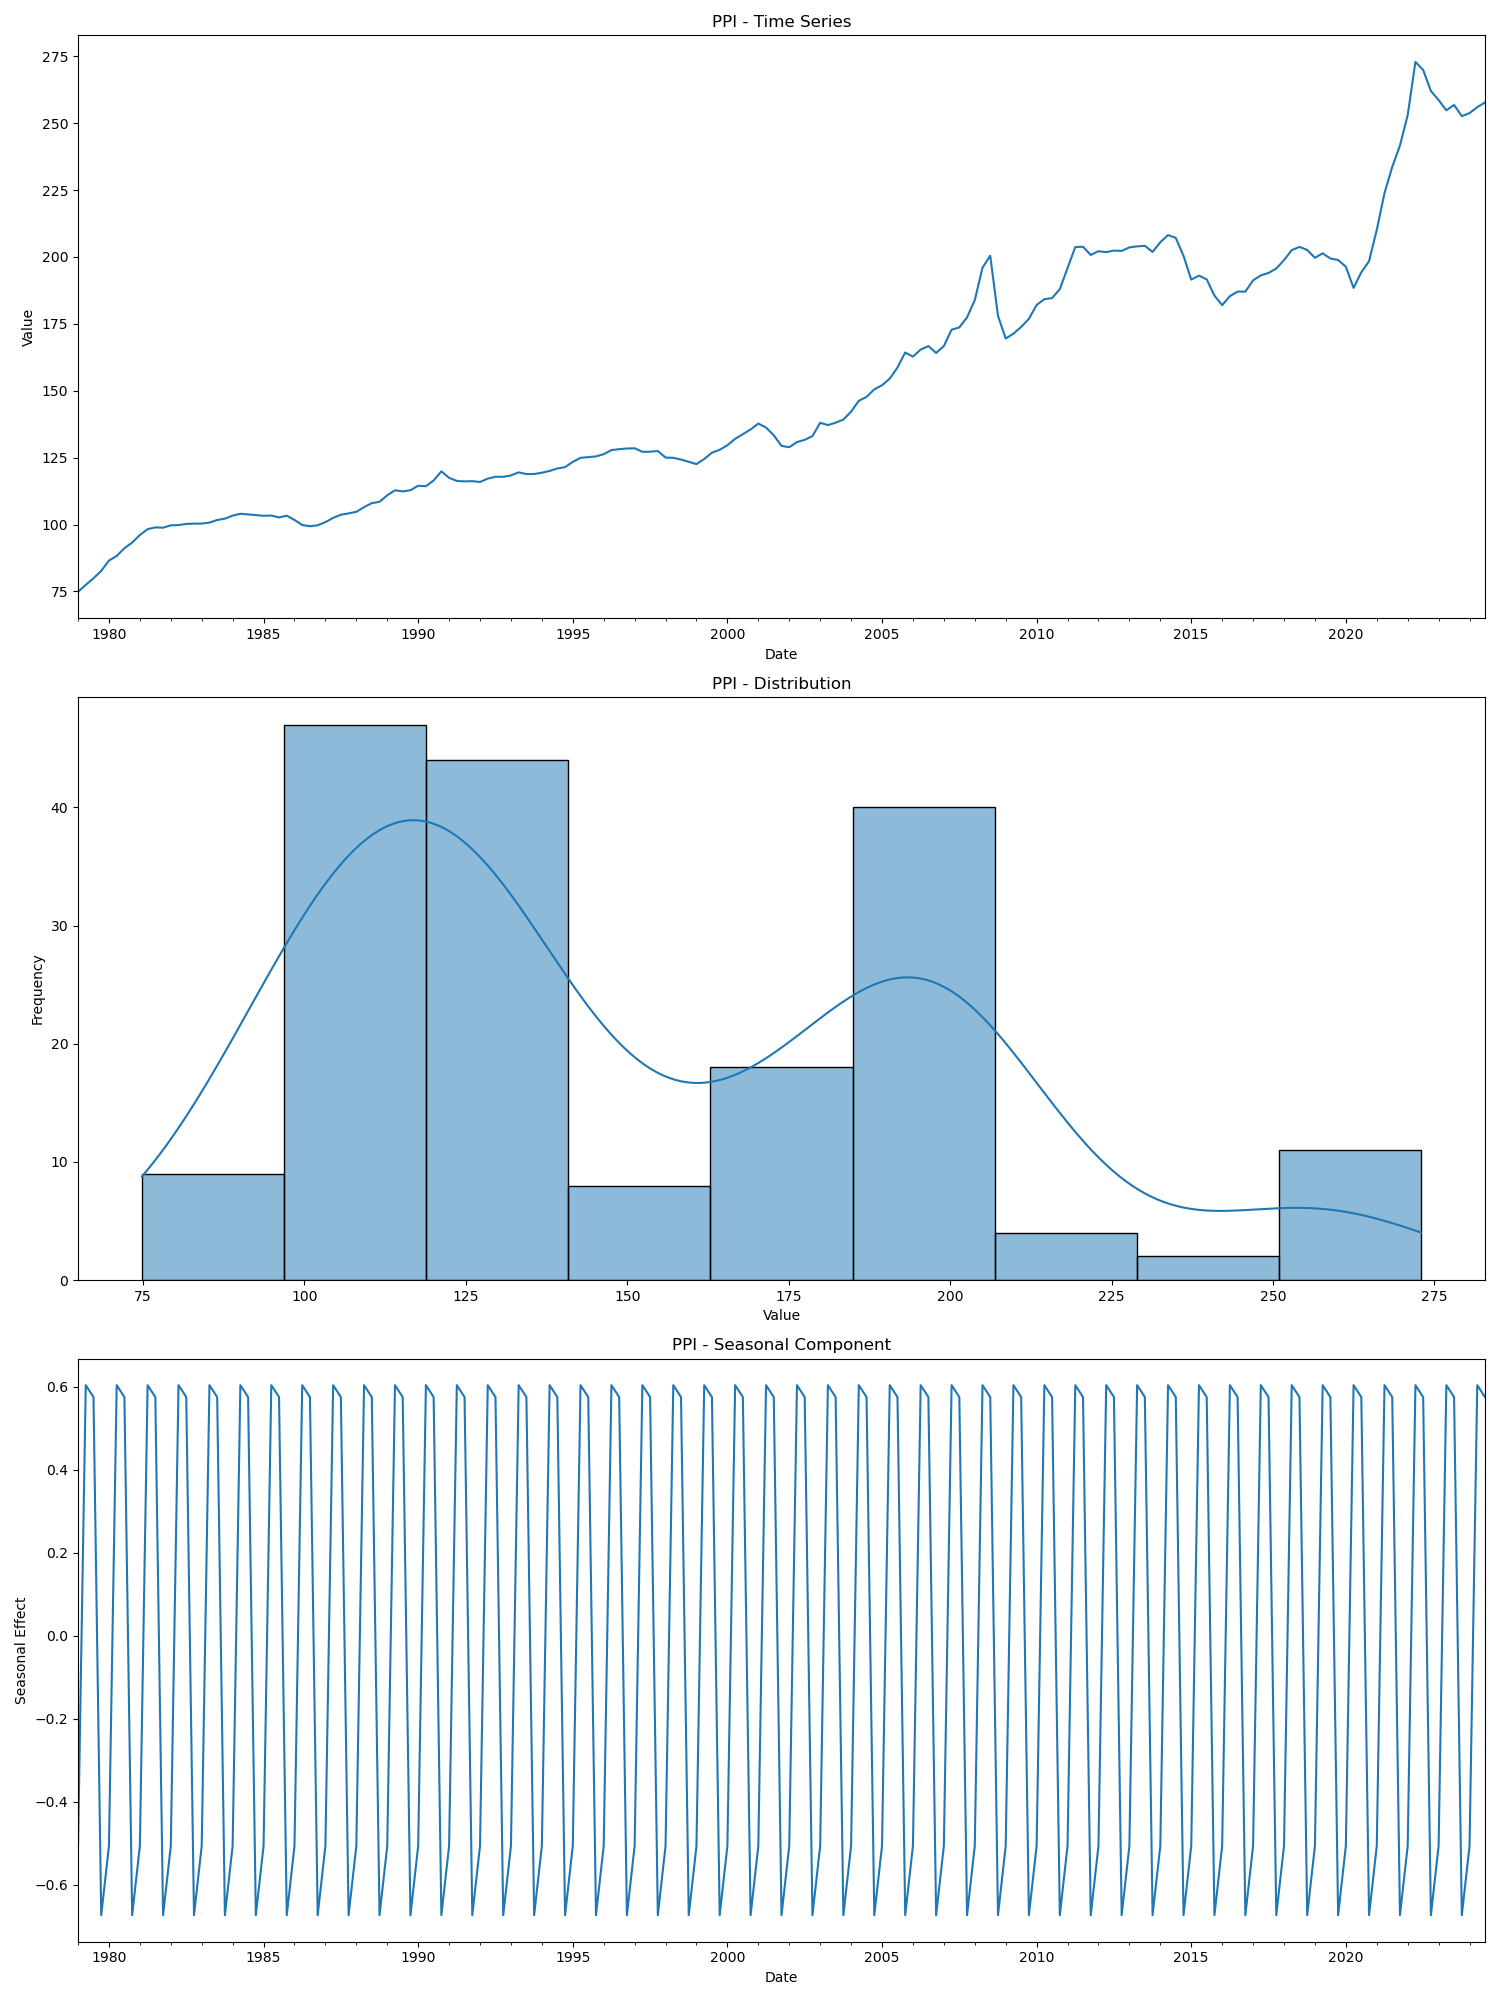 PPI - Time Series
275
250
225
200
175
150
125
100
75
Value
1980 1985 1990 1995 2000 2005 2010 2015 2020
Date
PPI - Distribution
40
30
20
10
0
Frequency
75 100 125 150 175 200 225 250 275
Value
PPI - Seasonal Component
0.6
0.4
0.2
0.0
−0.2
−0.4
−0.6
Seasonal Effect
1980 1985 1990 1995 2000 2005 2010 2015 2020
Date